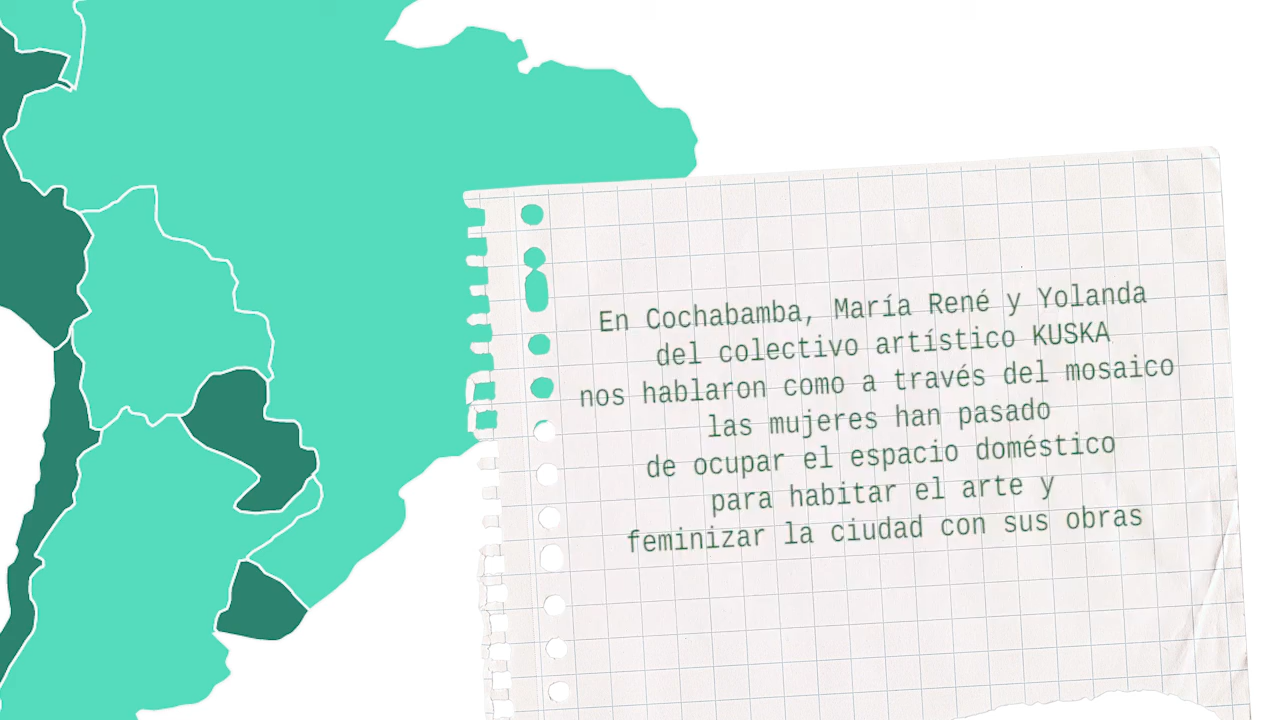 En Cochabamba, María René y Yolanda
del colectivo artístico KUSKA
nos hablaron como a través del mosaico
las mujeres han pasado
de ocupar el espacio doméstico
para habitar el arte y
feminizar la ciudad con sus obras